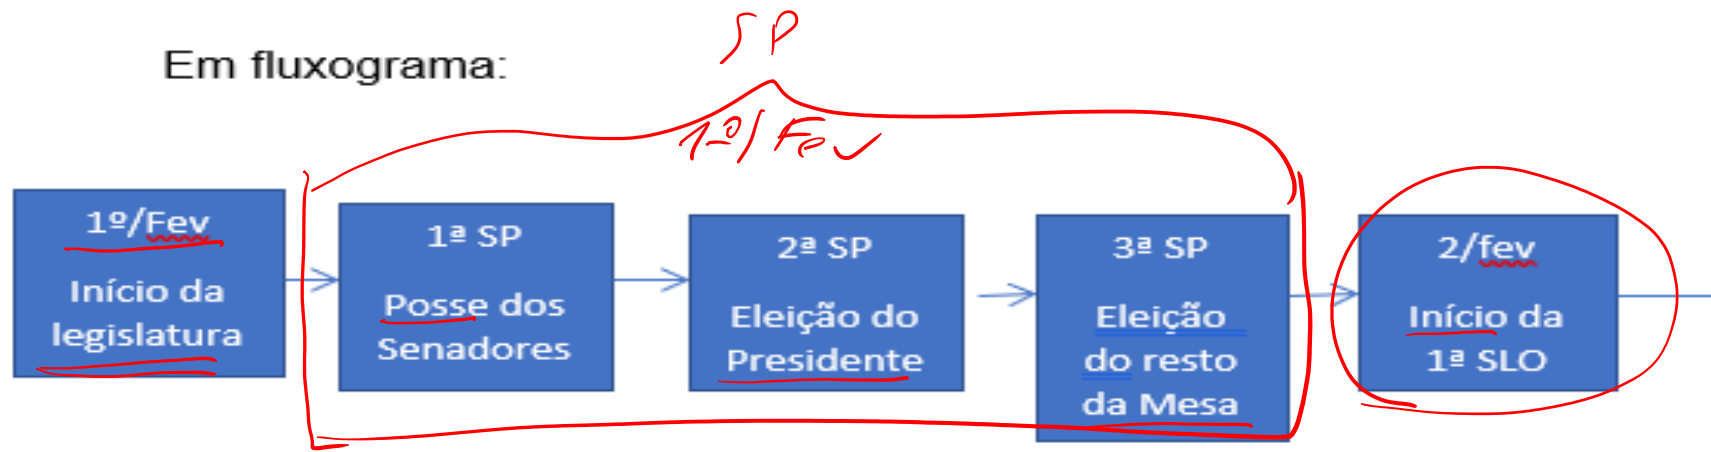 Em fluxograma:
SP
1º/Fev
1º/Fev
Início da
legislatura
1ª SP
Posse dos
Senadores
2ª SP
Eleição do
Presidente
3ª SP
Eleição
do resto
da Mesa
2/fev
Início da
1ª SLO